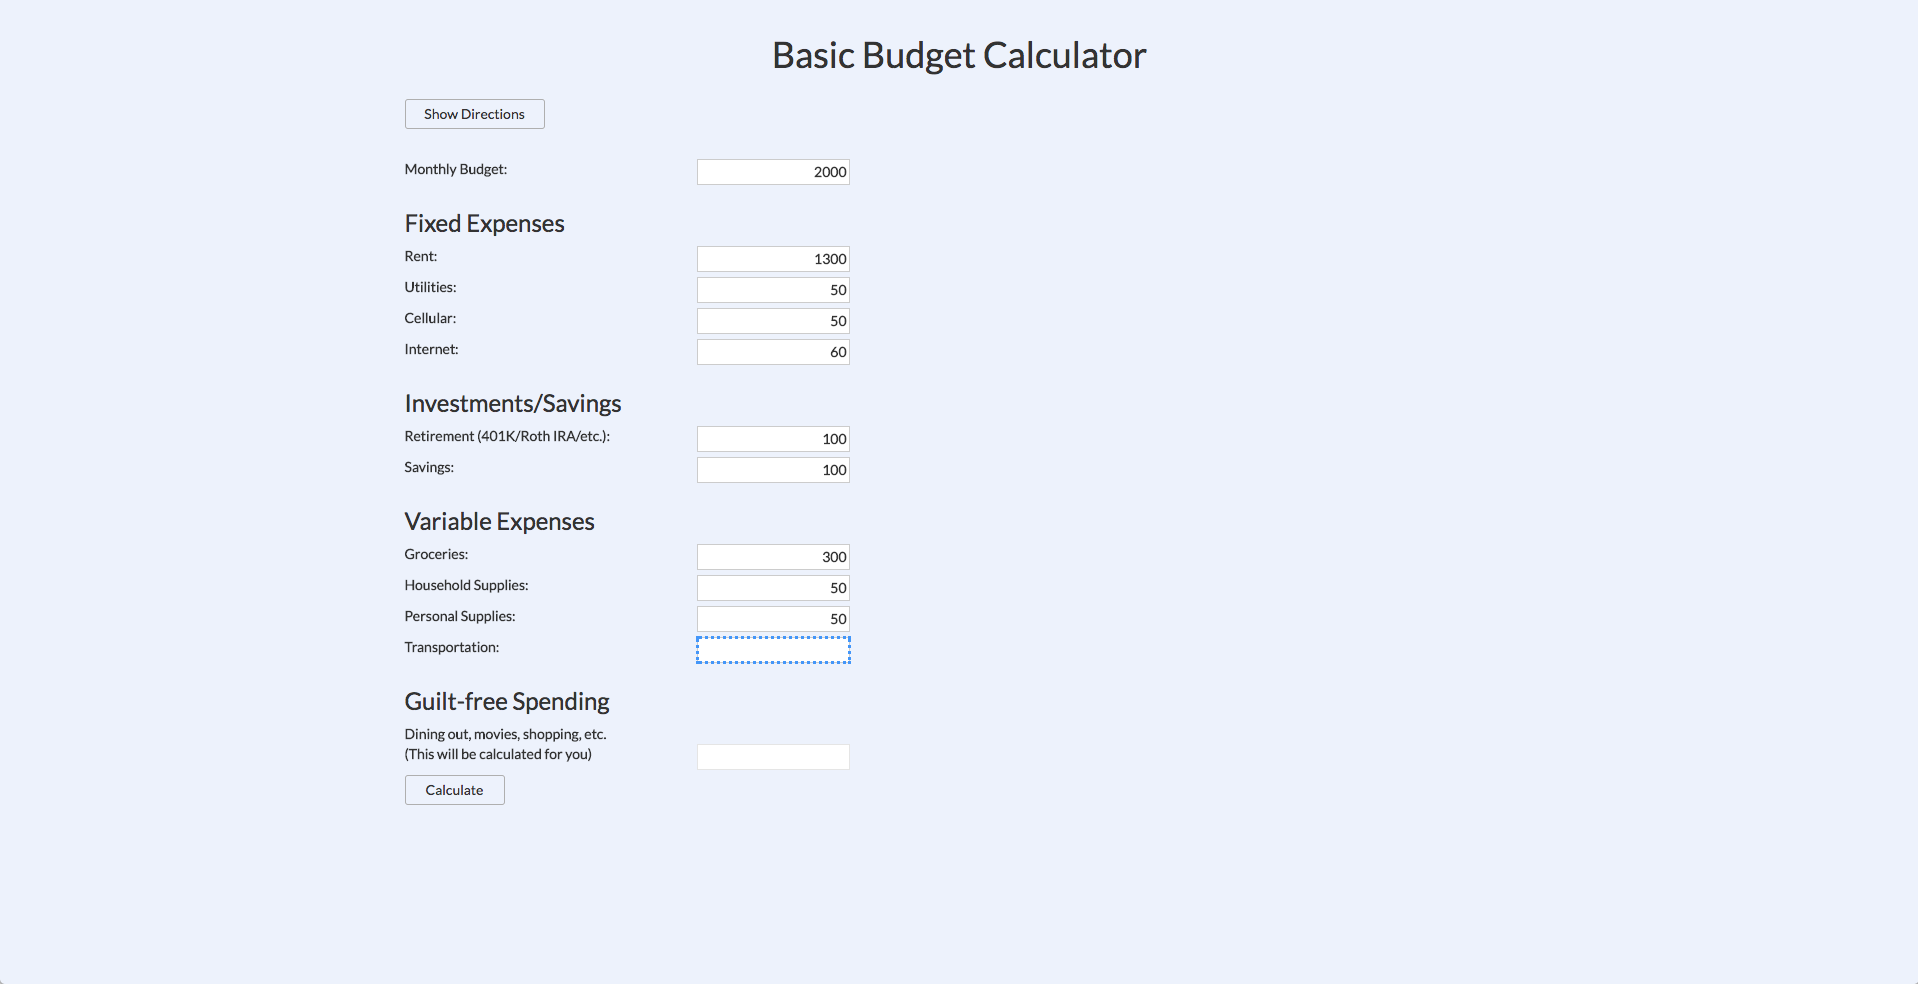 Basic Budget Calculator
Show Directions
Monthly Budget: 2000
Fixed Expenses
Rent: 1300
Utilities: 50
Cellular: 50
Internet: 60
Investments/Savings
Retirement (401K/Roth IRA/etc.): 100
Savings: 100
Variable Expenses
Groceries: 300
Household Supplies: 50
Personal Supplies: 50
Transportation:
Guilt-free Spending
Dining out, movies, shopping, etc.
(This will be calculated for you)
Calculate